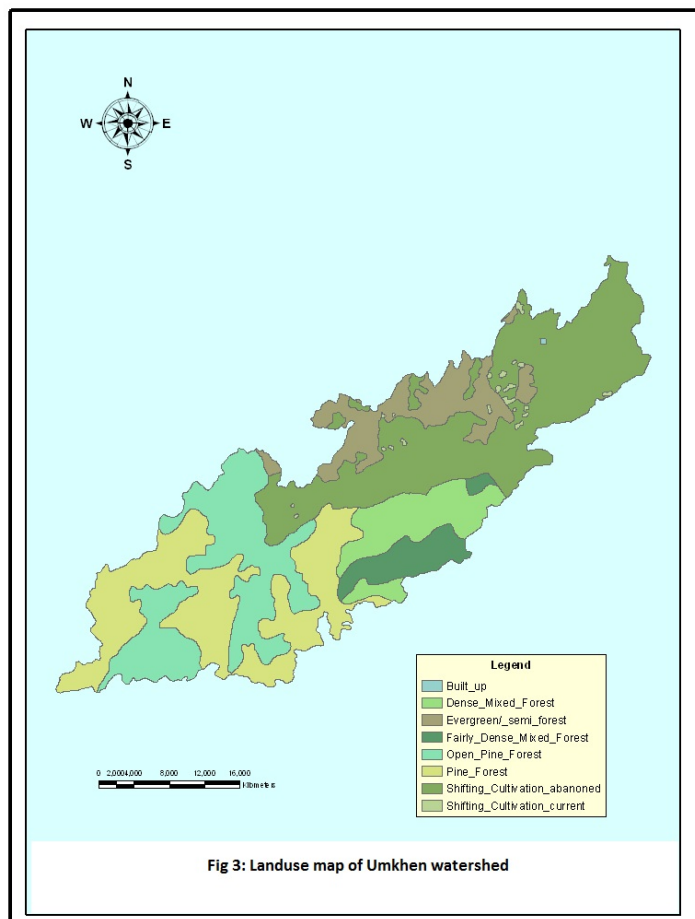 N
W E
S
0 2,0004,000 8,000 12,000 16,000
Kilometers
Legend
Built_up
Dense_Mixed_Forest
Evergreen/_semi_forest
Fairly_Dense_Mixed_Forest
Open_Pine_Forest
Pine_Forest
Shifting_Cultivation_abanoned
Shifting_Cultivation_current
Fig 3: Landuse map of Umkhen watershed